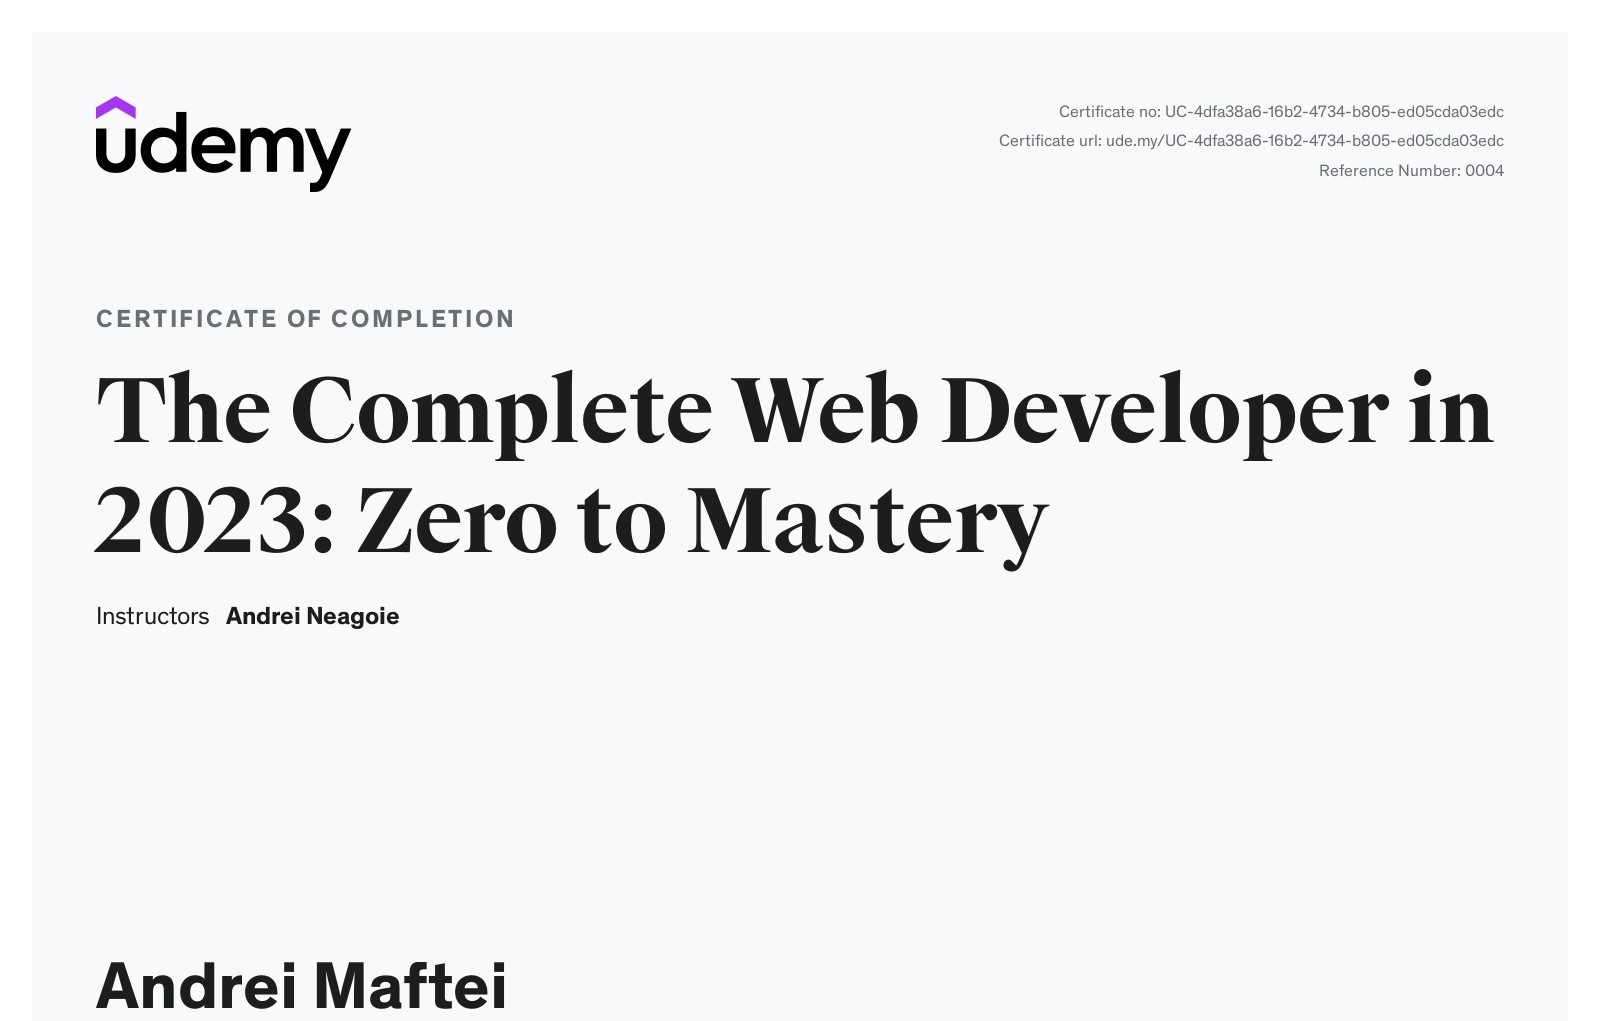 udemy
Certificate no: UC-4dfa38a6-16b2-4734-b805-ed05cda03edc
Certificate url: ude.my/UC-4dfa38a6-16b2-4734-b805-ed05cda03edc
Reference Number: 0004
CERTIFICATE OF COMPLETION
The Complete Web Developer in
2023: Zero to Mastery
Instructors Andrei Neagoie
Andrei Maftei